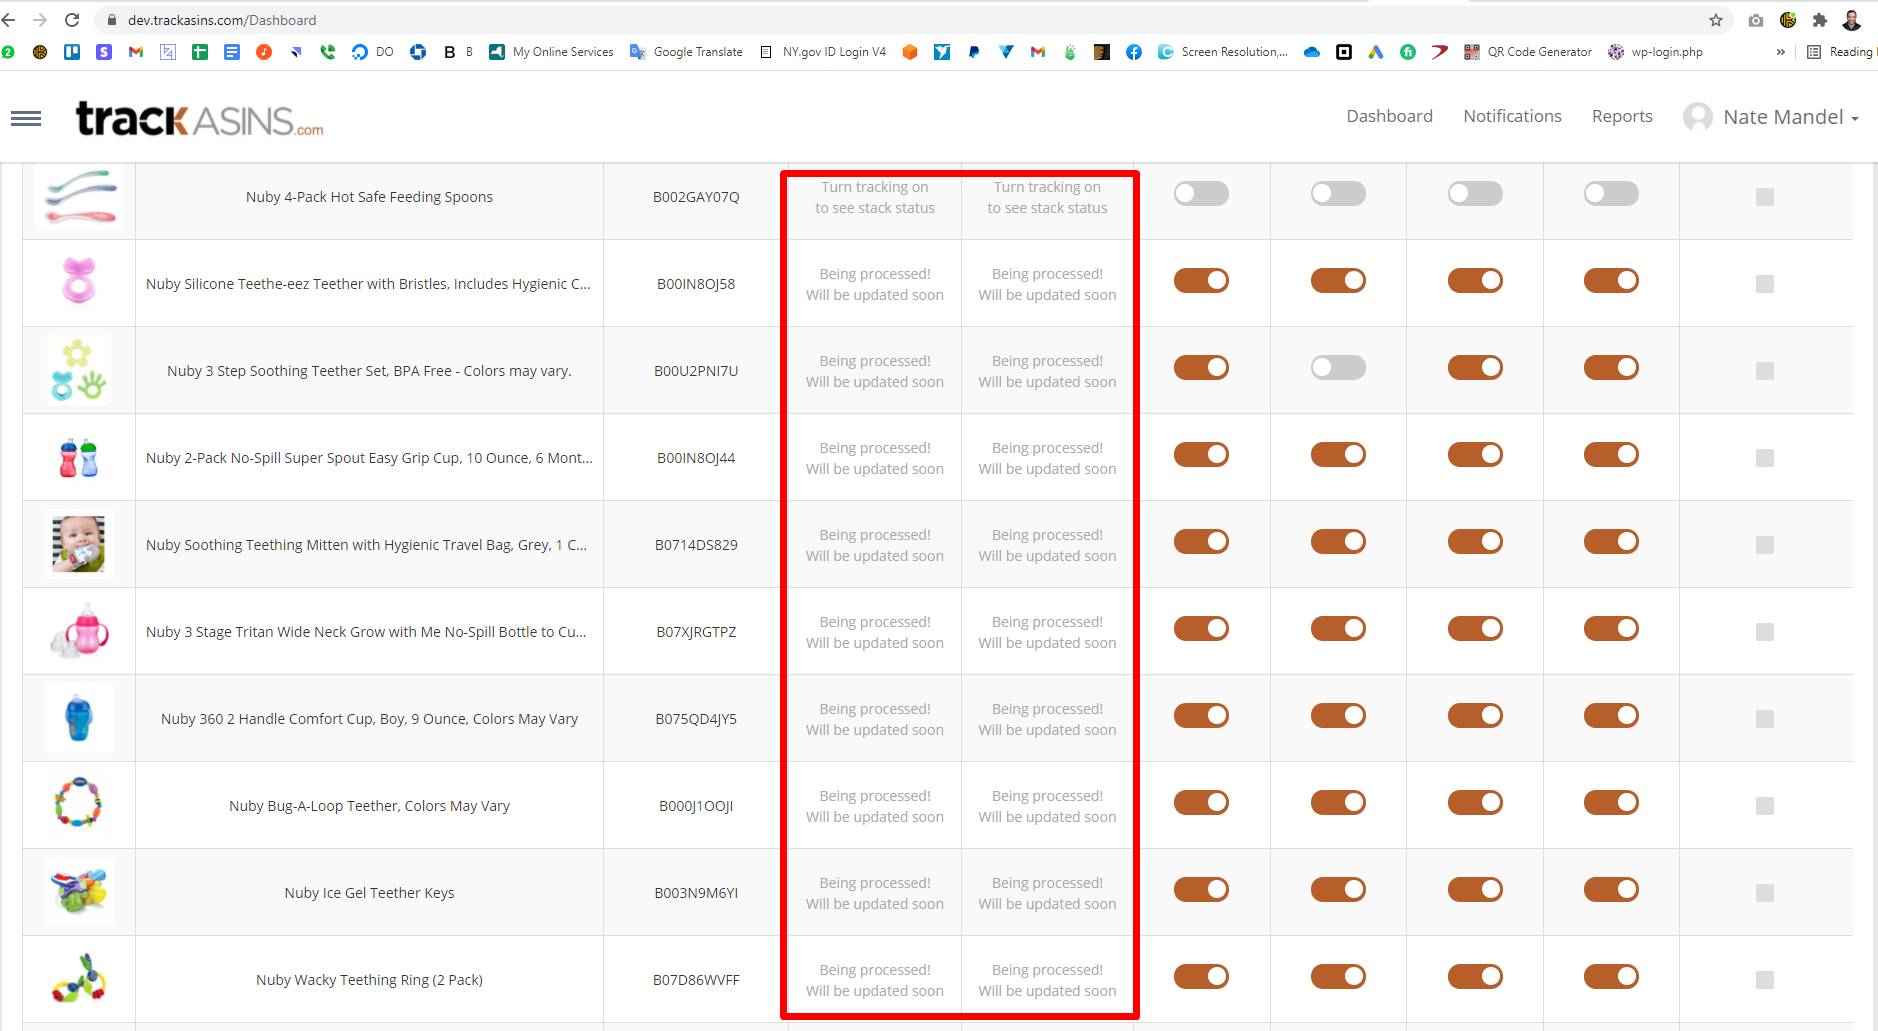 dev.trackasins.com/Dashboard
2 DO B B My Online Services Google Translate NY.gov ID Login V4 Screen Resolution,... QR Code Generator wp-login.php » Reading
trackASINS.com
Dashboard Notifications Reports Nate Mandel
Nuby 4-Pack Hot Safe Feeding Spoons
B002GAY07Q
Turn tracking on
to see stack status
Turn tracking on
to see stack status
Nuby Silicone Teethe-eez Teether with Bristles, Includes Hygienic C...
B00IN8OJ58
Being processed!
Will be updated soon
Being processed!
Will be updated soon
Nuby 3 Step Soothing Teether Set, BPA Free - Colors may vary.
B00U2PNI7U
Being processed!
Will be updated soon
Being processed!
Will be updated soon
Nuby 2-Pack No-Spill Super Spout Easy Grip Cup, 10 Ounce, 6 Mont...
B00IN8OJ44
Being processed!
Will be updated soon
Being processed!
Will be updated soon
Nuby Soothing Teething Mitten with Hygienic Travel Bag, Grey, 1 C...
B0714DS829
Being processed!
Will be updated soon
Being processed!
Will be updated soon
Nuby 3 Stage Tritan Wide Neck Grow with Me No-Spill Bottle to Cu...
B07XJRGTPZ
Being processed!
Will be updated soon
Being processed!
Will be updated soon
Nuby 360 2 Handle Comfort Cup, Boy, 9 Ounce, Colors May Vary
B075QD4JY5
Being processed!
Will be updated soon
Being processed!
Will be updated soon
Nuby Bug-A-Loop Teether, Colors May Vary
B000J1OOJI
Being processed!
Will be updated soon
Being processed!
Will be updated soon
Nuby Ice Gel Teether Keys
B003N9M6YI
Being processed!
Will be updated soon
Being processed!
Will be updated soon
Nuby Wacky Teething Ring (2 Pack)
B07D86WVFF
Being processed!
Will be updated soon
Being processed!
Will be updated soon